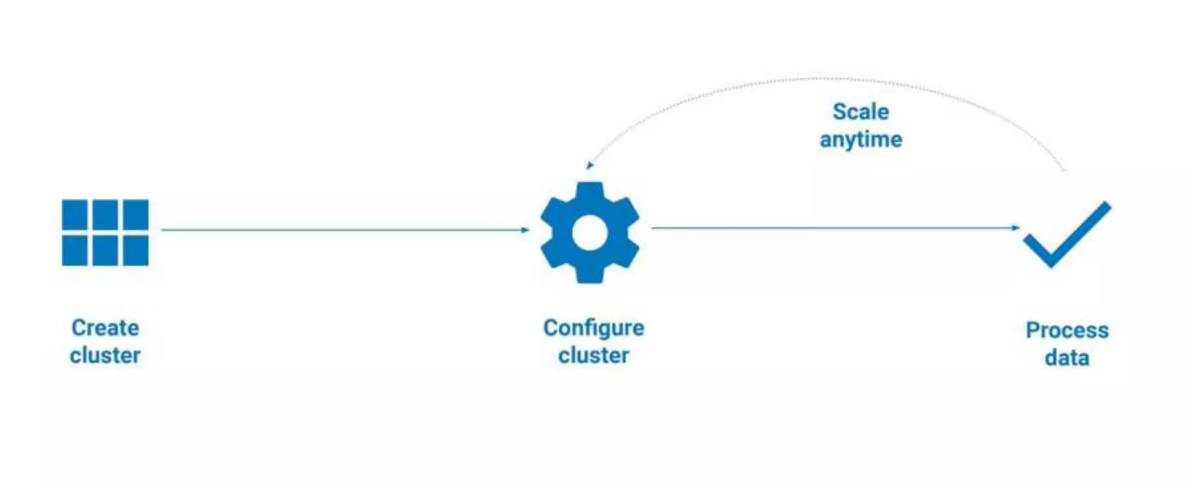 Scale
anytime
Create
cluster
Configure
cluster
Process
data